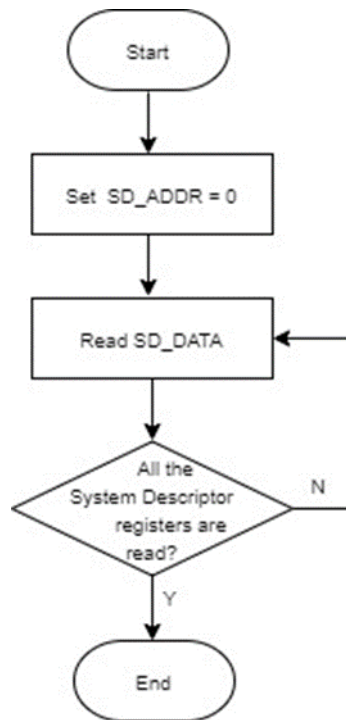 Start
Set SD_ADDR = 0
Read SD_DATA
All the
System Descriptor
registers are
read?
N
Y
End